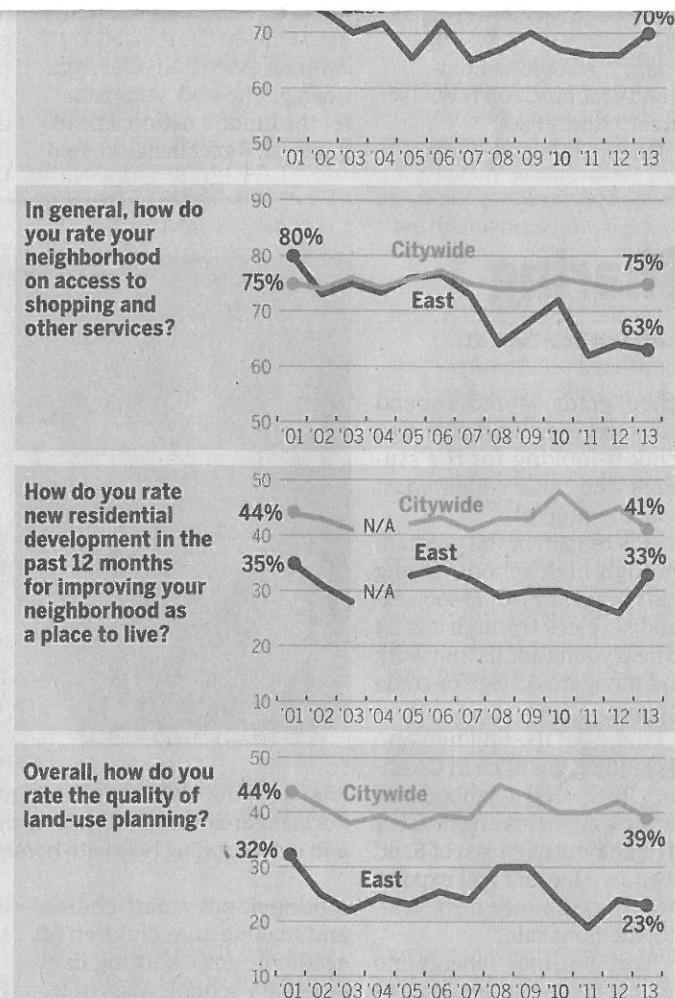 East
70%
70
60
50
'01 '02 '03 '04 '05 '06 '07 '08 '09 '10 '11 '12 '13
In general, how do
you rate your
neighborhood
on access to
shopping and
other services?
90
80
70
60
50
80%
75%
Citywide
East
75%
63%
'01 '02 '03 '04 '05 '06 '07 '08 '09 '10 '11 '12 '13
How do you rate
new residential
development in the
past 12 months
for improving your
neighborhood as
a place to live?
50
40
30
20
10
44%
35%
N/A
N/A
Citywide
East
41%
33%
'01 '02 '03 '04 '05 '06 '07 '08 '09 '10 '11 '12 '13
Overall, how do you
rate the quality of
land-use planning?
50
40
20
10
44%
32%
Citywide
East
39%
23%
'01 '02 '03 '04 '05 '06 '07 '08 '09 '10 '11 '12 '13